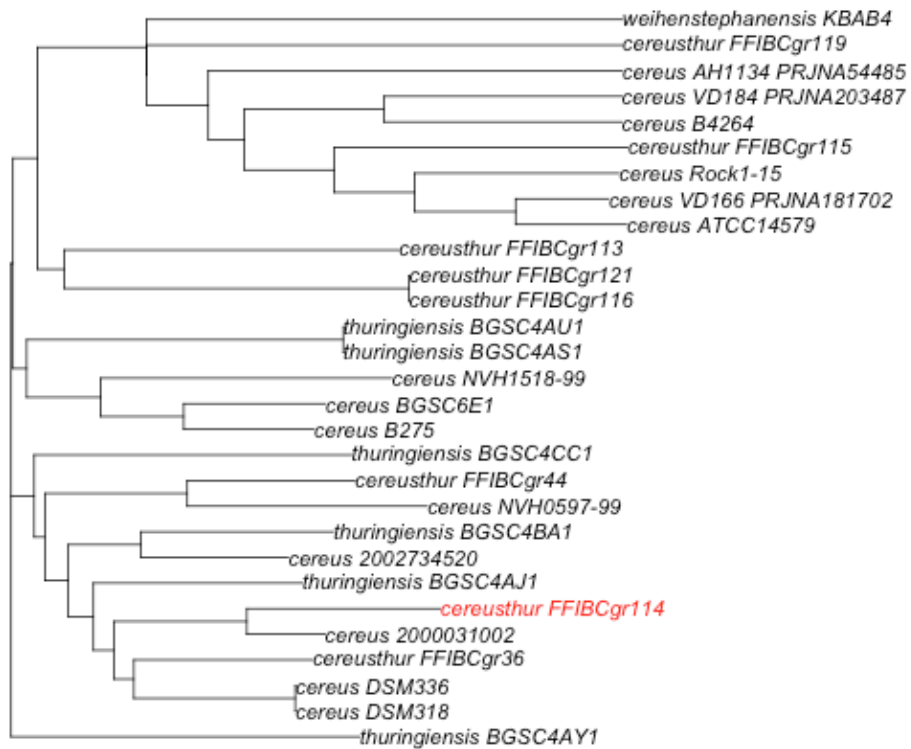 weihenstephanensis KBAB4
cereusthur FFIBCgr119
cereus AH1134 PRJNA54485
cereus VD184 PRJNA203487
cereus B4264
cereusthur FFIBCgr115
cereus Rock1-15
cereus VD166 PRJNA181702
cereus ATCC14579
cereusthur FFIBCgr113
cereusthur FFIBCgr121
cereusthur FFIBCgr116
thuringiensis BGSC4AU1
thuringiensis BGSC4AS1
cereus NVH1518-99
cereus BGSC6E1
cereus B275
thuringiensis BGSC4CC1
cereusthur FFIBCgr44
cereus NVH0597-99
thuringiensis BGSC4BA1
cereus 2002734520
thuringiensis BGSC4AJ1
cereusthur FFIBCgr114
cereus 2000031002
cereusthur FFIBCgr36
cereus DSM336
cereus DSM318
thuringiensis BGSC4AY1